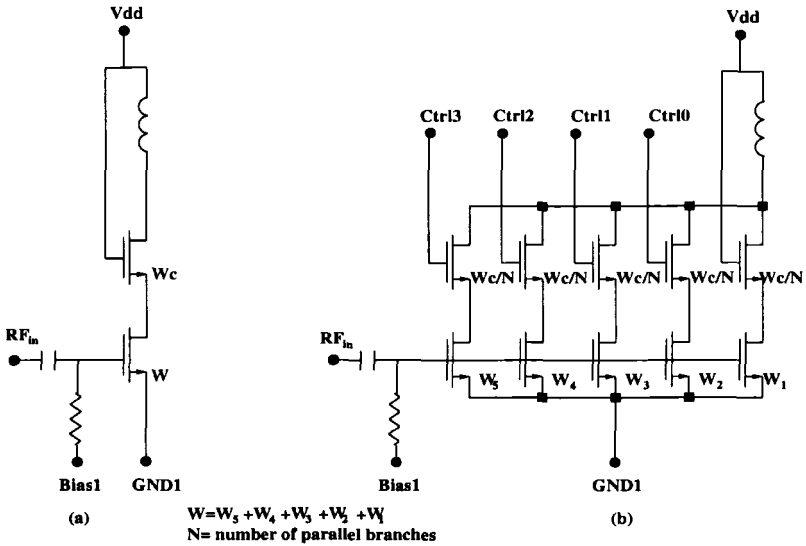 Vdd
Vdd
Ctrl3 Ctrl2 Ctrl1 Ctrl0
Wc
Wc/N Wc/N Wc/N Wc/N Wc/N
RFin
RFin
W
W5 W4 W3 W2 W1
Bias1 GND1
Bias1 GND1
(a)
W=W5 +W4 +W3 +W2 +W1
N= number of parallel branches
(b)